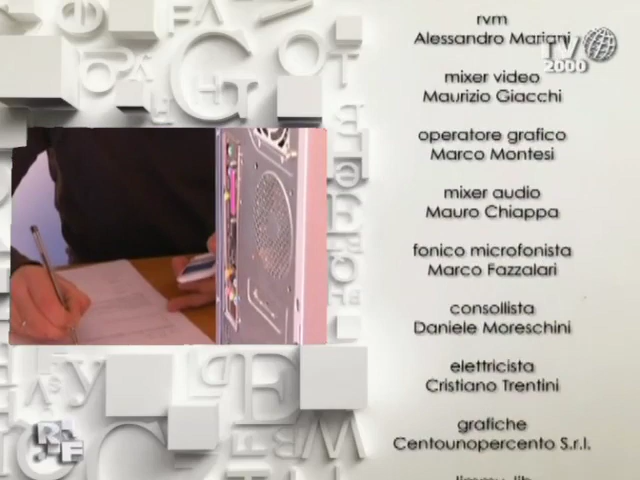 rvm
Alessandro Mariani
TV
2000
mixer video
Maurizio Giacchi
operatore grafico
Marco Montesi
mixer audio
Mauro Chiappa
fonico microfonista
Marco Fazzalari
consollista
Daniele Moreschini
elettricista
Cristiano Trentini
grafiche
Centounopercento S.r.l.